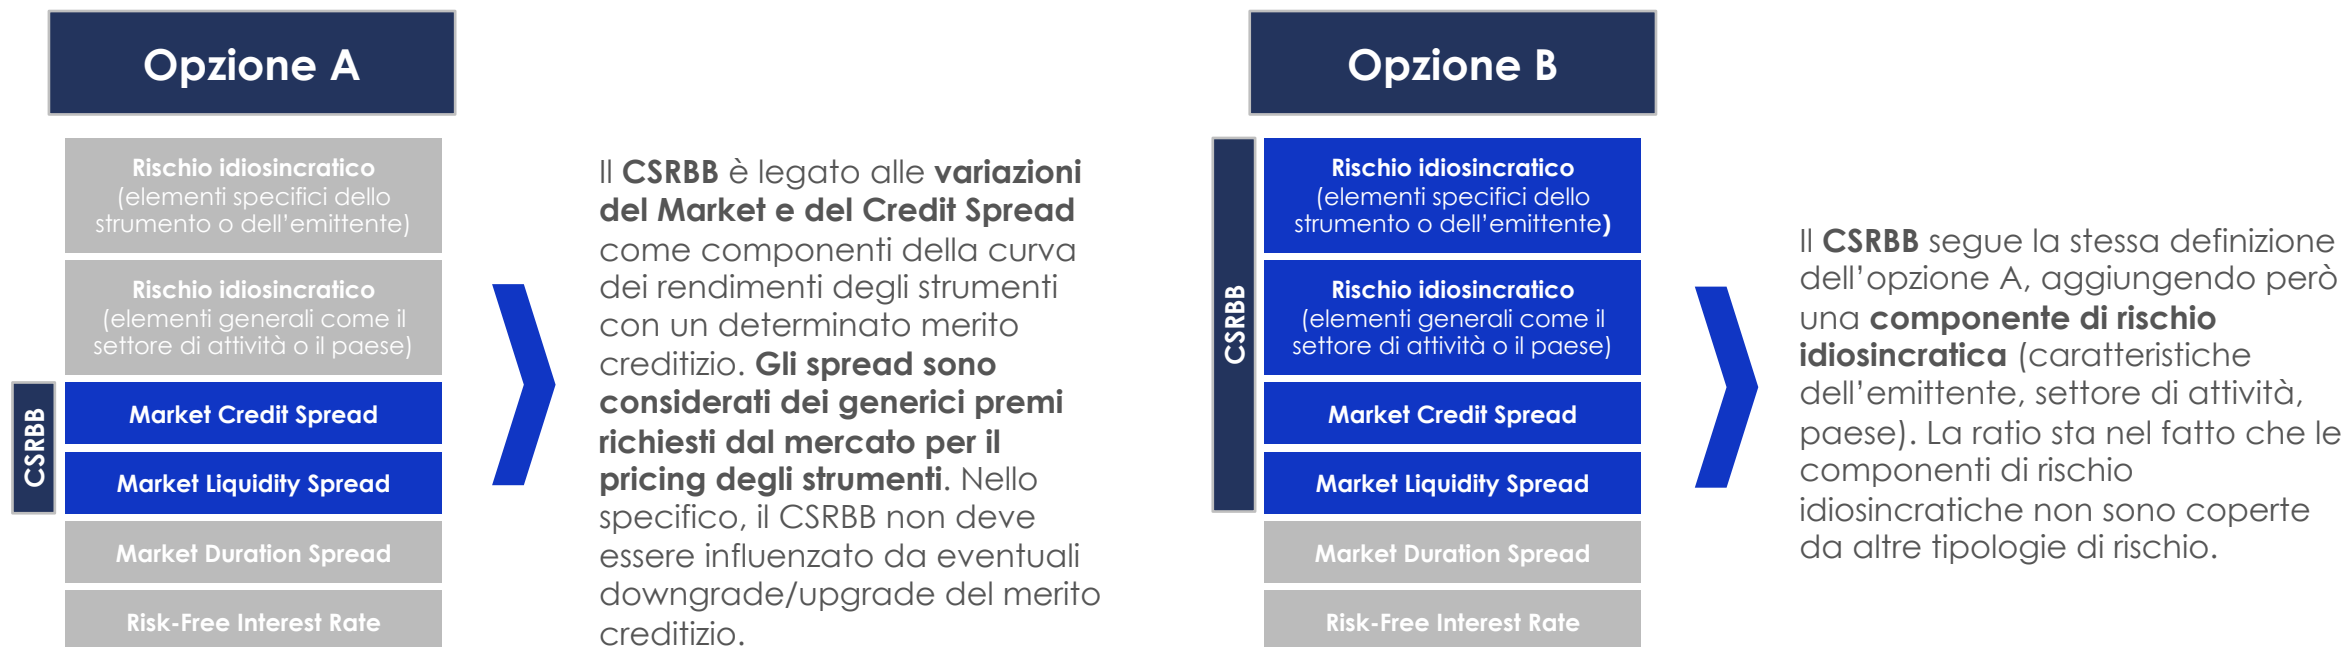 Opzione A
Rischio idiosincratico
(elementi specifici dello
strumento o dell’emittente)
Rischio idiosincratico
(elementi generali come il
settore di attività o il paese)
CSRBB
Market Credit Spread
Market Liquidity Spread
Market Duration Spread
Risk-Free Interest Rate
Il CSRBB è legato alle variazioni
del Market e del Credit Spread
come componenti della curva
dei rendimenti degli strumenti
con un determinato merito
creditizio. Gli spread sono
considerati dei generici premi
richiesti dal mercato per il
pricing degli strumenti. Nello
specifico, il CSRBB non deve
essere influenzato da eventuali
downgrade/upgrade del merito
creditizio.
Opzione B
CSRBB
Rischio idiosincratico
(elementi specifici dello
strumento o dell’emittente)
Rischio idiosincratico
(elementi generali come il
settore di attività o il paese)
Market Credit Spread
Market Liquidity Spread
Market Duration Spread
Risk-Free Interest Rate
Il CSRBB segue la stessa definizione
dell’opzione A, aggiungendo però
una componente di rischio
idiosincratica (caratteristiche
dell’emittente, settore di attività,
paese). La ratio sta nel fatto che le
componenti di rischio
idiosincratiche non sono coperte
da altre tipologie di rischio.